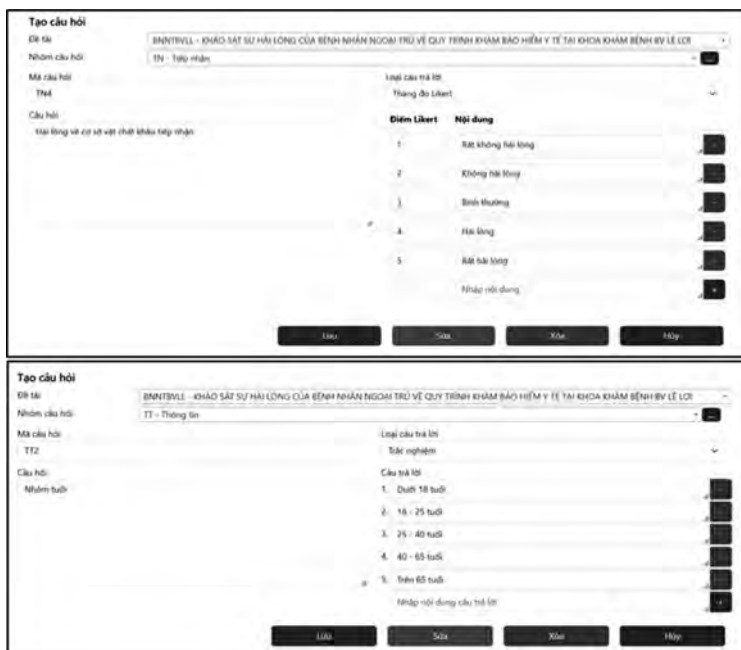 Tạo câu hỏi
Đề tài
BNNTBVLL - KHẢO SÁT SỰ HÀI LÒNG CỦA BỆNH NHÂN NGOẠI TRÚ VỀ QUY TRÌNH KHÁM BẢO HIỂM Y TẾ TẠI KHOA KHÁM BỆNH BV LÊ LỢI
Nhóm câu hỏi
TN - Tiếp nhận
Mã câu hỏi
Loại câu trả lời
TN4
Thang đo Likert
Câu hỏi
Điểm Likert Nội dung
Hài lòng về cơ sở vật chất khâu tiếp nhận
1 Rất không hài lòng
2 Không hài lòng
3 Bình thường
4 Hài lòng
5 Rất hài lòng
Nhập nội dung
Lưu Sửa Xóa Hủy
Tạo câu hỏi
Đề tài
BNNTBVLL - KHẢO SÁT SỰ HÀI LÒNG CỦA BỆNH NHÂN NGOẠI TRÚ VỀ QUY TRÌNH KHÁM BẢO HIỂM Y TẾ TẠI KHOA KHÁM BỆNH BV LÊ LỢI
Nhóm câu hỏi
TT - Thông tin
Mã câu hỏi
Loại câu trả lời
TT2
Trắc nghiệm
Câu hỏi
Câu trả lời
Nhóm tuổi
1. Dưới 18 tuổi
2. 18 - 25 tuổi
3. 25 - 40 tuổi
4. 40 - 65 tuổi
5. Trên 65 tuổi
Nhập nội dung câu trả lời
Lưu Sửa Xóa Hủy